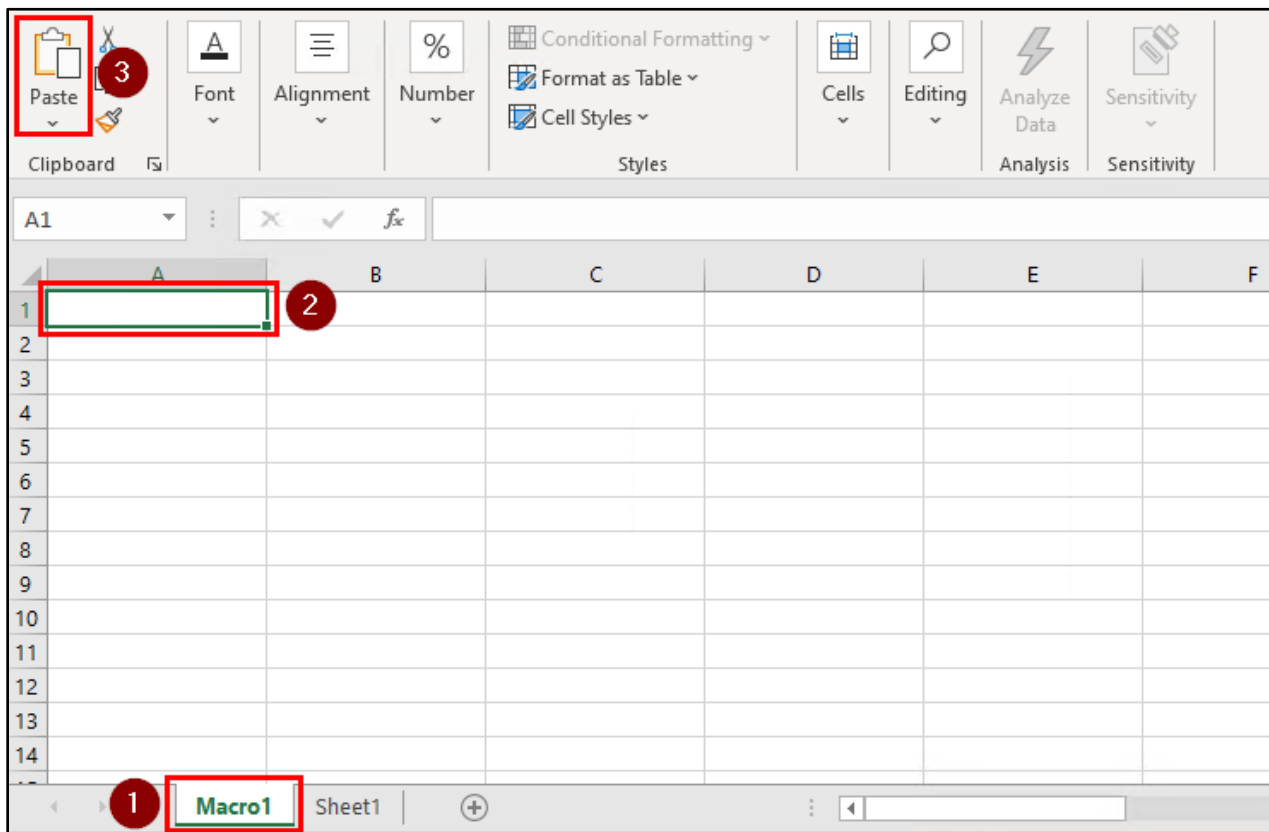 3
Paste
Clipboard
A
Font
Alignment
%
Number
Conditional Formatting
Format as Table
Cell Styles
Styles
Cells
Editing
Analyze
Data
Analysis
Sensitivity
Sensitivity
A1
fx
A B C D E F
1
2
2
3
4
5
6
7
8
9
10
11
12
13
14
1
Macro1 Sheet1